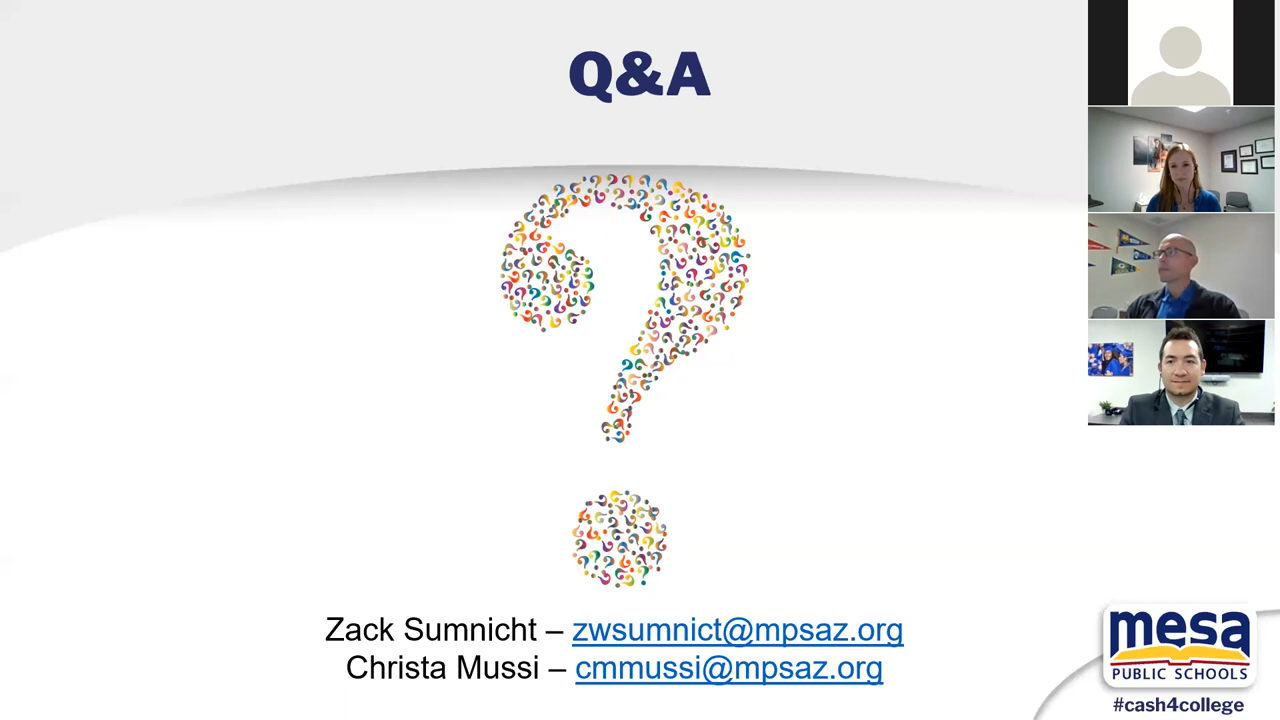 Q&A
Zack Sumnicht – zwsumnict@mpsaz.org
Christa Mussi – cmmussi@mpsaz.org
mesa
PUBLIC SCHOOLS
#cash4college